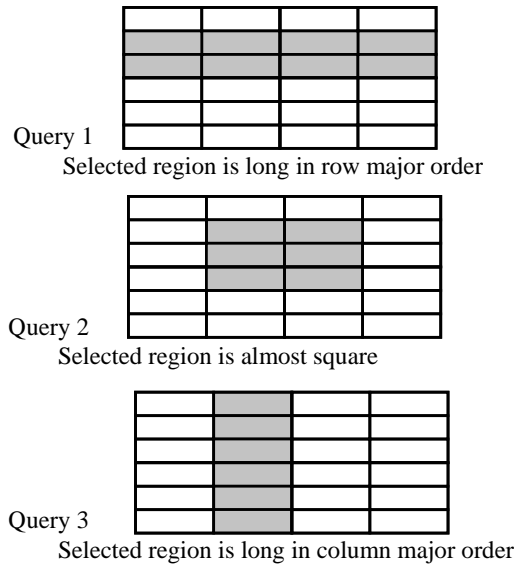 Query 1
Selected region is long in row major order
Query 2
Selected region is almost square
Query 3
Selected region is long in column major order